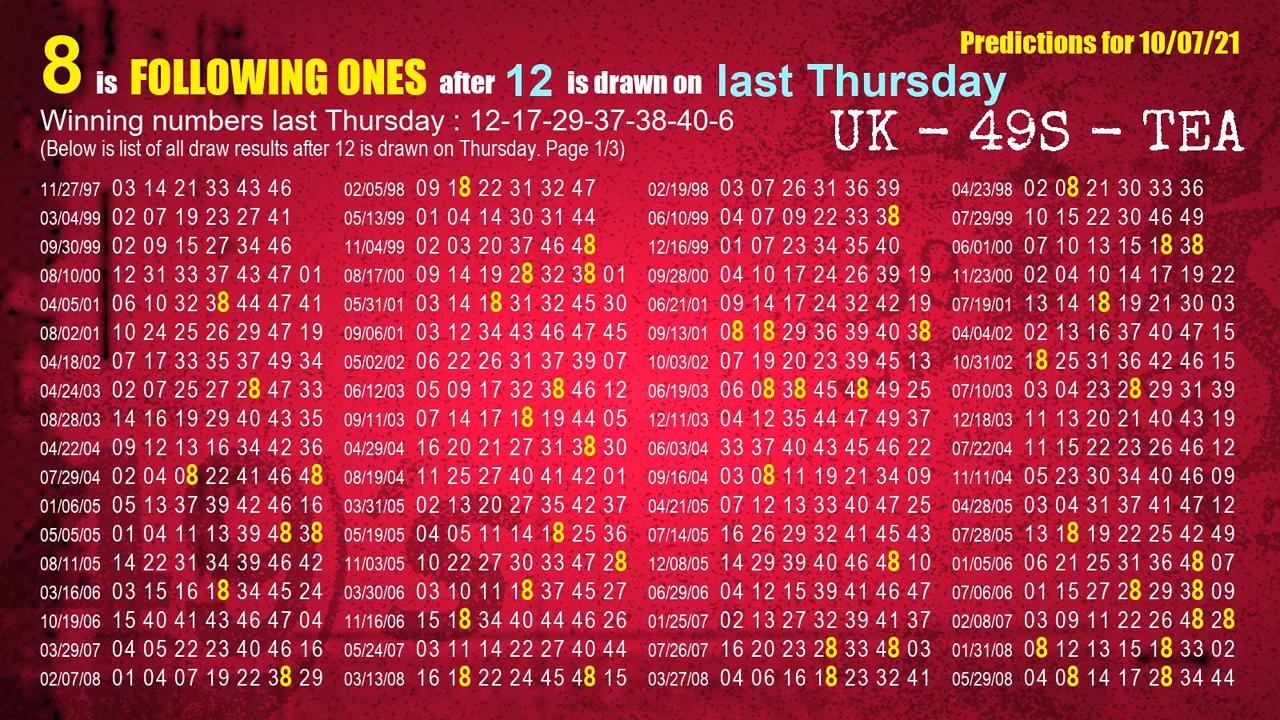 Predictions for 10/07/21
8 is FOLLOWING ONES after 12 is drawn on last Thursday
Winning numbers last Thursday : 12-17-29-37-38-40-6
UK - 49S - TEA
(Below is list of all draw results after 12 is drawn on Thursday. Page 1/3)
11/27/97 03 14 21 33 43 46 02/05/98 09 18 22 31 32 47 02/19/98 03 07 26 31 36 39 04/23/98 02 08 21 30 33 36
03/04/99 02 07 19 23 27 41 05/13/99 01 04 14 30 31 44 06/10/99 04 07 09 22 33 38 07/29/99 10 15 22 30 46 49
09/30/99 02 09 15 27 34 46 11/04/99 02 03 20 37 46 48 12/16/99 01 07 23 34 35 40 06/01/00 07 10 13 15 18 38
08/10/00 12 31 33 37 43 47 01 08/17/00 09 14 19 28 32 38 01 09/28/00 04 10 17 24 26 39 19 11/23/00 02 04 10 14 17 19 22
04/05/01 06 10 32 38 44 47 41 05/31/01 03 14 18 31 32 45 30 06/21/01 09 14 17 24 32 42 19 07/19/01 13 14 18 19 21 30 03
08/02/01 10 24 25 26 29 47 19 09/06/01 03 12 34 43 46 47 45 09/13/01 08 18 29 36 39 40 38 04/04/02 02 13 16 37 40 47 15
04/18/02 07 17 33 35 37 49 34 05/02/02 06 22 26 31 37 39 07 10/03/02 07 19 20 23 39 45 13 10/31/02 18 25 31 36 42 46 15
04/24/03 02 07 25 27 28 47 33 06/12/03 05 09 17 32 38 46 12 06/19/03 06 08 38 45 48 49 25 07/10/03 03 04 23 28 29 31 39
08/28/03 14 16 19 29 40 43 35 09/11/03 07 14 17 18 19 44 05 12/11/03 04 12 35 44 47 49 37 12/18/03 11 13 20 21 40 43 19
04/22/04 09 12 13 16 34 42 36 04/29/04 16 20 21 27 31 38 30 06/03/04 33 37 40 43 45 46 22 07/22/04 11 15 22 23 26 46 12
07/29/04 02 04 08 22 41 46 48 08/19/04 11 25 27 40 41 42 01 09/16/04 03 08 11 19 21 34 09 11/11/04 05 23 30 34 40 46 09
01/06/05 05 13 37 39 42 46 16 03/31/05 02 13 20 27 35 42 37 04/21/05 07 12 13 33 40 47 25 04/28/05 03 04 31 37 41 47 12
05/05/05 01 04 11 13 39 48 38 05/19/05 04 05 11 14 18 25 36 07/14/05 16 26 29 32 41 45 43 07/28/05 13 18 19 22 25 42 49
08/11/05 14 22 31 34 39 46 42 11/03/05 10 22 27 30 33 47 28 12/08/05 14 29 39 40 46 48 10 01/05/06 06 21 25 31 36 48 07
03/16/06 03 15 16 18 34 45 24 03/30/06 03 10 11 18 37 45 27 06/29/06 04 12 15 39 41 46 47 07/06/06 01 15 27 28 29 38 09
10/19/06 15 40 41 43 46 47 04 11/16/06 15 18 34 40 44 46 26 01/25/07 02 13 27 32 39 41 37 02/08/07 03 09 11 22 26 48 28
03/29/07 04 05 22 23 40 46 16 05/24/07 03 11 14 22 27 40 44 07/26/07 16 20 23 28 33 48 03 01/31/08 08 12 13 15 18 33 02
02/07/08 01 04 07 19 22 38 29 03/13/08 16 18 22 24 45 48 15 03/27/08 04 06 16 18 23 32 41 05/29/08 04 08 14 17 28 34 44